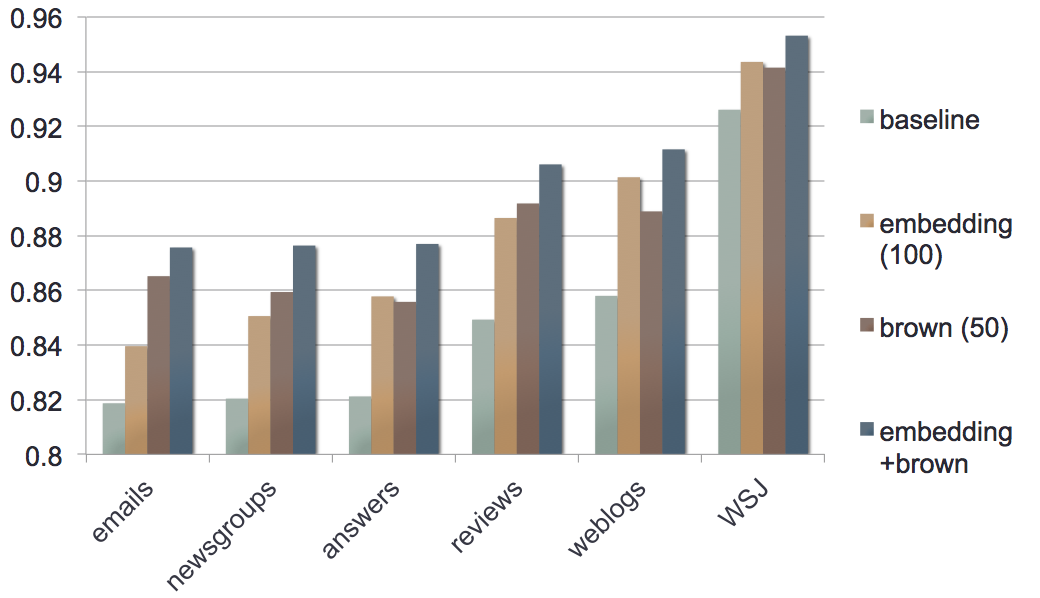 0.96
0.94
0.92
0.9
0.88
0.86
0.84
0.82
0.8
emails
newsgroups
answers
reviews
weblogs
WSJ
baseline
embedding
(100)
brown (50)
embedding
+brown